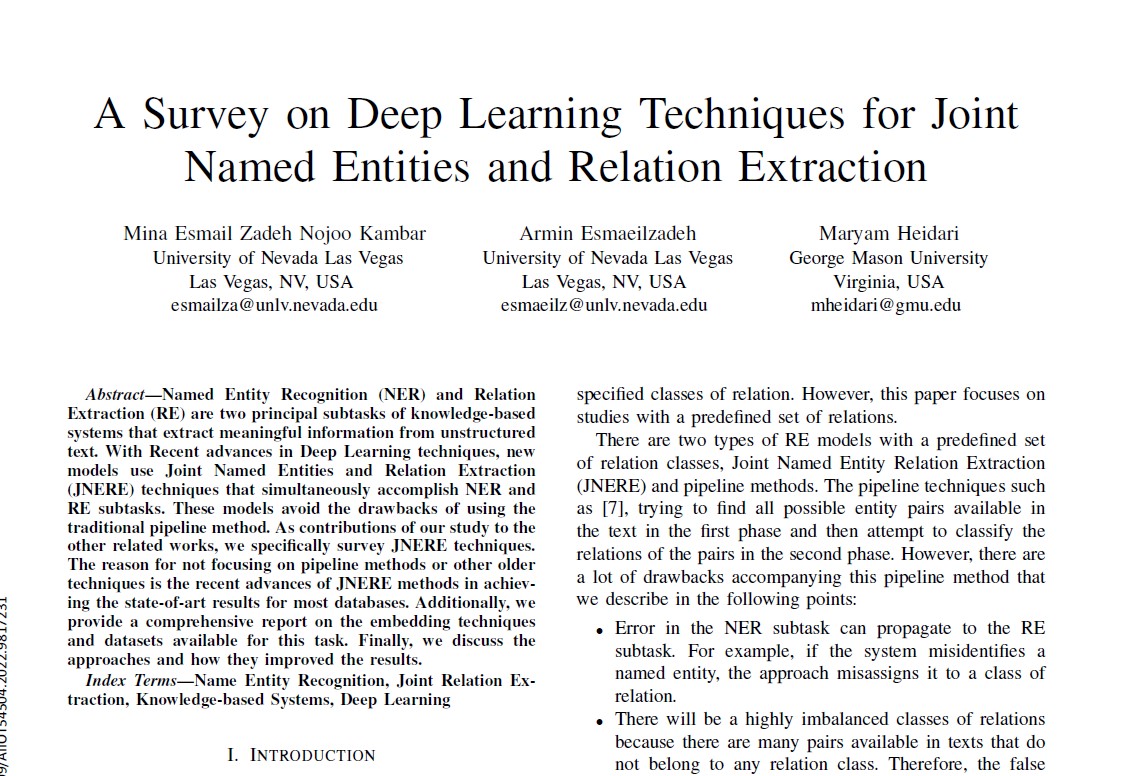 A Survey on Deep Learning Techniques for Joint
Named Entities and Relation Extraction
Mina Esmail Zadeh Nojoo Kambar
University of Nevada Las Vegas
Las Vegas, NV, USA
esmailza@unlv.nevada.edu
Armin Esmaeilzadeh
University of Nevada Las Vegas
Las Vegas, NV, USA
esmaeilz@unlv.nevada.edu
Maryam Heidari
George Mason University
Virginia, USA
mheidari@gmu.edu
Abstract—Named Entity Recognition (NER) and Relation
Extraction (RE) are two principal subtasks of knowledge-based
systems that extract meaningful information from unstructured
text. With Recent advances in Deep Learning techniques, new
models use Joint Named Entities and Relation Extraction
(JNERE) techniques that simultaneously accomplish NER and
RE subtasks. These models avoid the drawbacks of using the
traditional pipeline method. As contributions of our study to the
other related works, we specifically survey JNERE techniques.
The reason for not focusing on pipeline methods or other older
techniques is the recent advances of JNERE methods in achiev-
ing the state-of-art results for most databases. Additionally, we
provide a comprehensive report on the embedding techniques
and datasets available for this task. Finally, we discuss the
approaches and how they improved the results.
Index Terms—Name Entity Recognition, Joint Relation Ex-
traction, Knowledge-based Systems, Deep Learning
I. INTRODUCTION
specified classes of relation. However, this paper focuses on
studies with a predefined set of relations.
There are two types of RE models with a predefined set
of relation classes, Joint Named Entity Relation Extraction
(JNERE) and pipeline methods. The pipeline techniques such
as [7], trying to find all possible entity pairs available in
the text in the first phase and then attempt to classify the
relations of the pairs in the second phase. However, there are
a lot of drawbacks accompanying this pipeline method that
we describe in the following points:
• Error in the NER subtask can propagate to the RE
subtask. For example, if the system misidentifies a
named entity, the approach misassigns it to a class of
relation.
• There will be a highly imbalanced classes of relations
because there are many pairs available in texts that do
not belong to any relation class. Therefore, the false